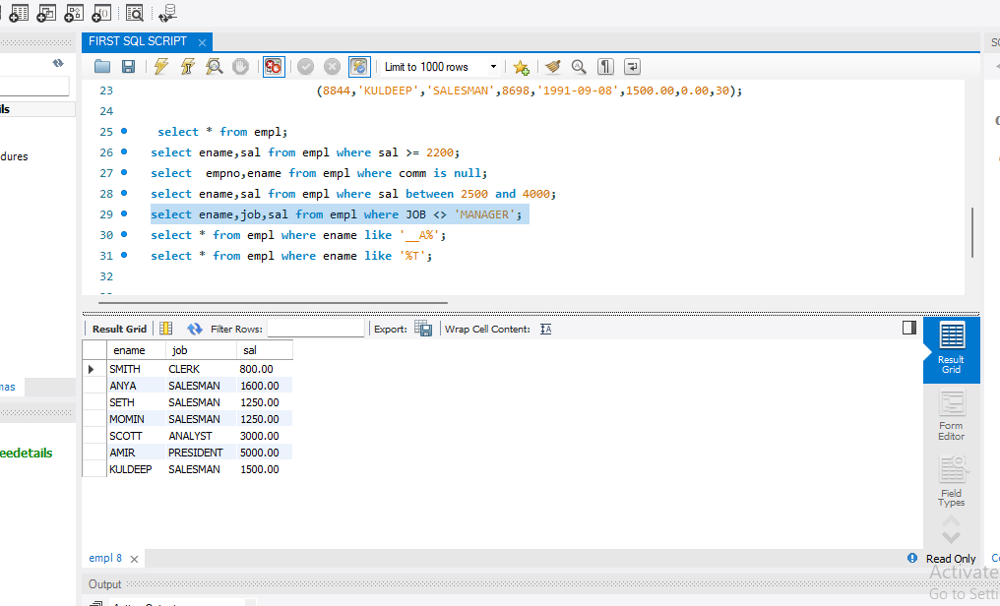 FIRST SQL SCRIPT
Limit to 1000 rows
ls
dures
mas
eedetails
23 (8844,'KULDEEP','SALESMAN',8698,'1991-09-08',1500.00,0.00,30);
24
25 select * from empl;
26 select ename,sal from empl where sal >= 2200;
27 select empno,ename from empl where comm is null;
28 select ename,sal from empl where sal between 2500 and 4000;
29 select ename,job,sal from empl where JOB <> 'MANAGER';
30 select * from empl where ename like '__A%';
31 select * from empl where ename like '%T';
32
Result Grid Filter Rows: Export: Wrap Cell Content:
ename job sal
SMITH CLERK 800.00
ANYA SALESMAN 1600.00
SETH SALESMAN 1250.00
MOMIN SALESMAN 1250.00
SCOTT ANALYST 3000.00
AMIR PRESIDENT 5000.00
KULDEEP SALESMAN 1500.00
Result
Grid
Form
Editor
Field
Types
empl 8
Read Only
Output
Activate
Go to Setti